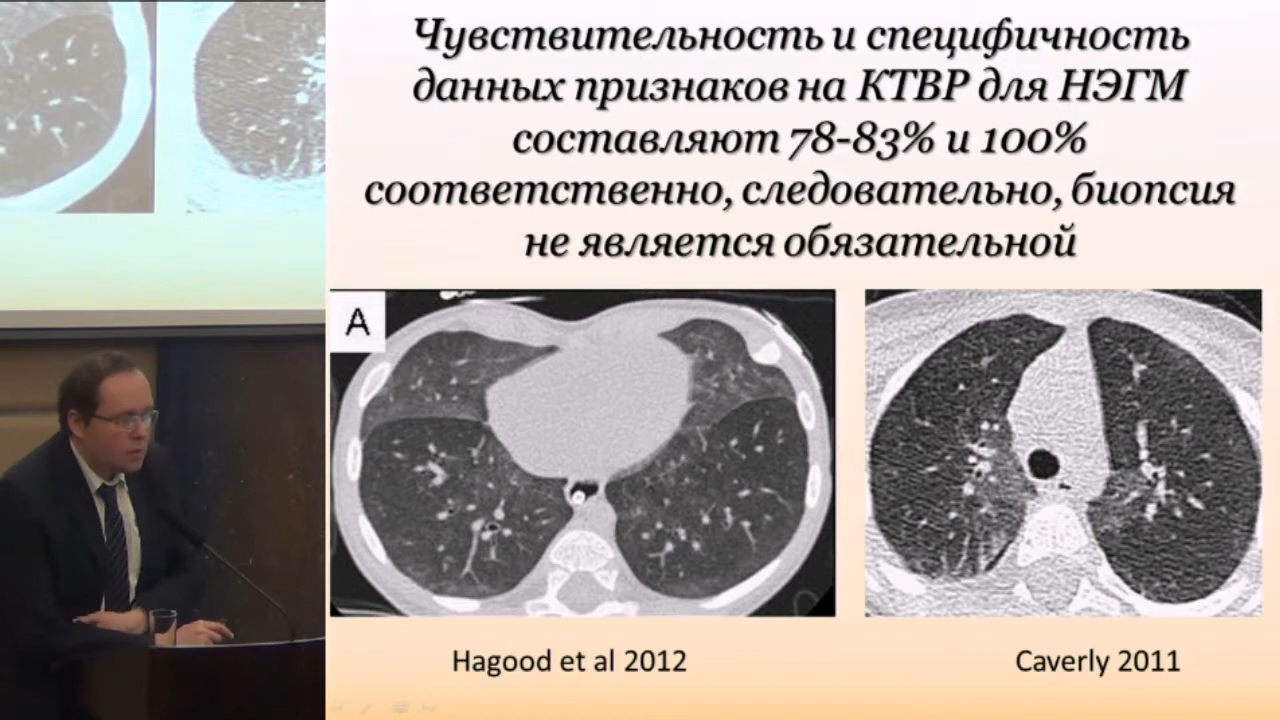 Чувствительность и специфичность
данных признаков на КТВР для НЭГМ
составляют 78-83% и 100%
соответственно, следовательно, биопсия
не является обязательной
A
Hagood et al 2012
Caverly 2011